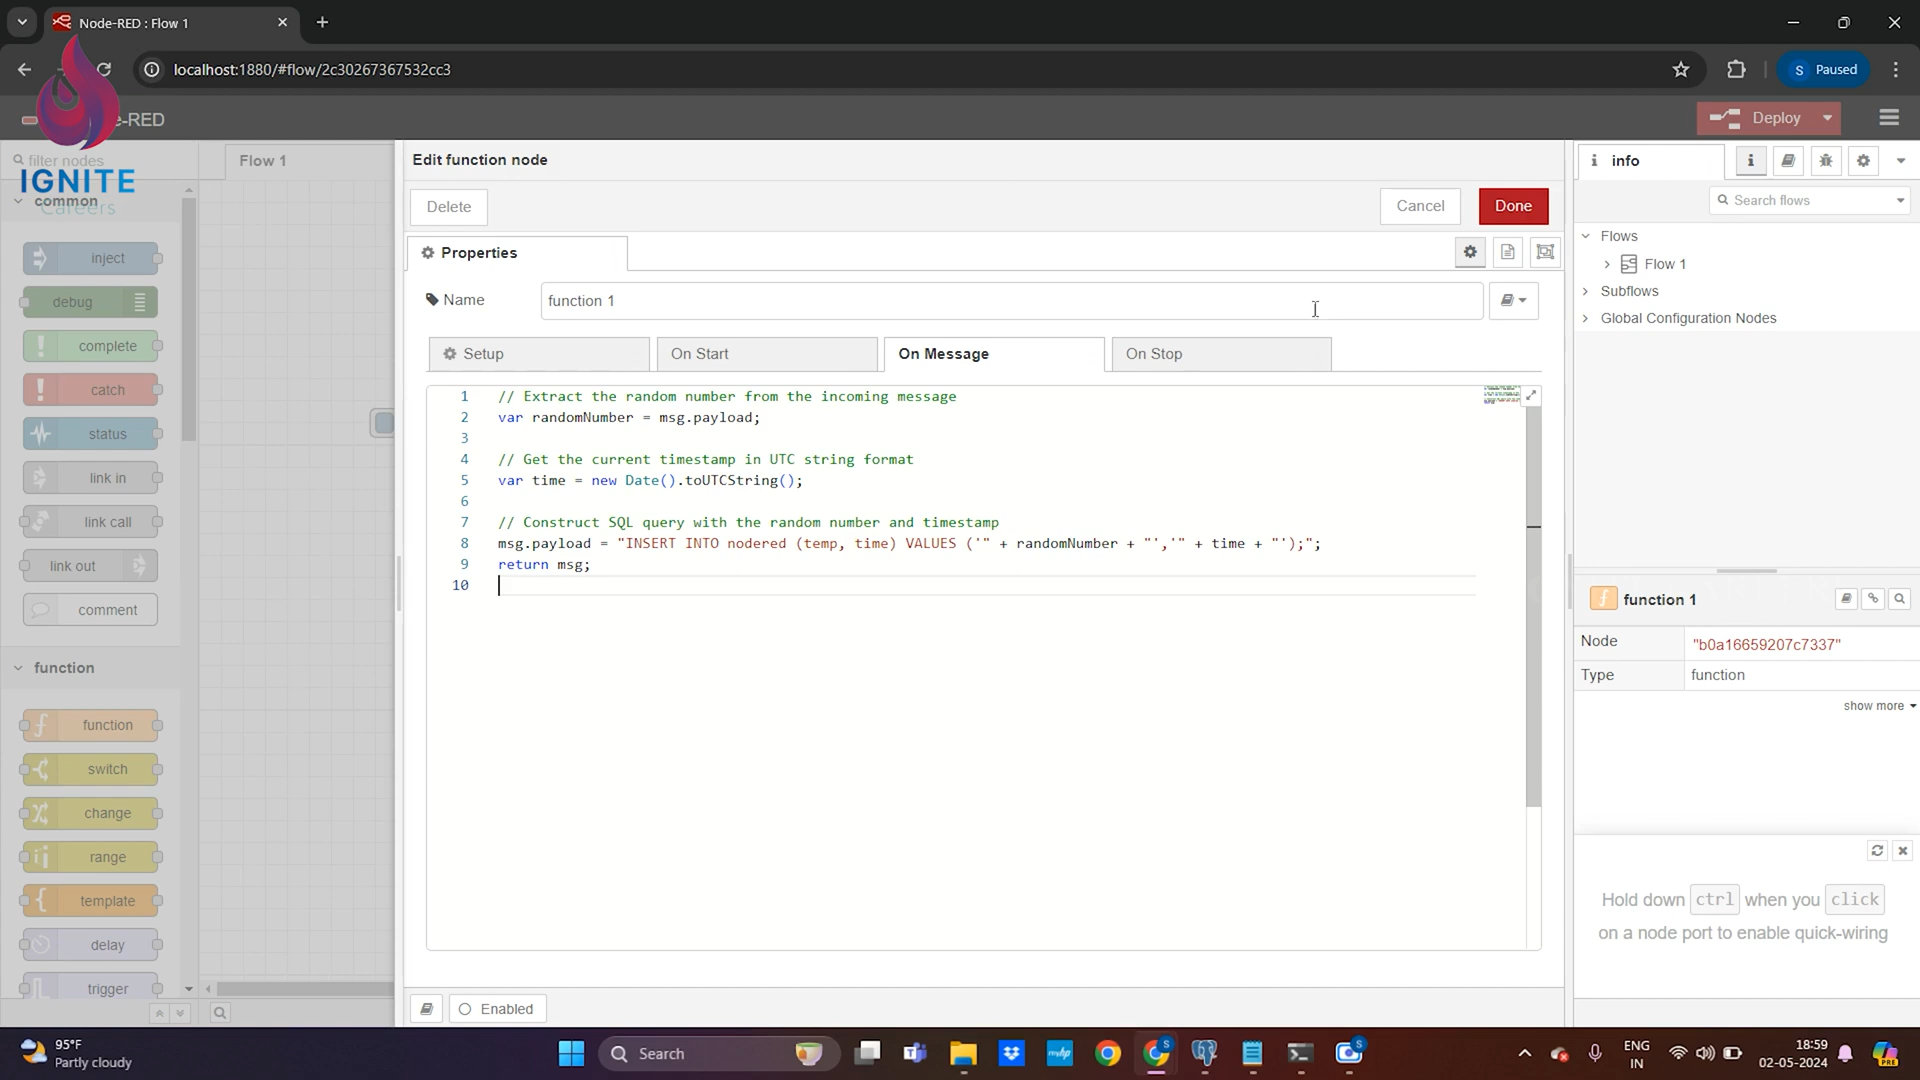 Node-RED : Flow 1
localhost:1880/#flow/2c30267367532cc3
S Paused
e-RED
Deploy
filter nodes
IGNITE
Careers
common
inject
debug
complete
catch
status
link in
link call
link out
comment
function
function
switch
change
range
template
delay
trigger
Flow 1
Edit function node
Delete
Cancel
Done
Properties
Name
function 1
Setup
On Start
On Message
On Stop
1 // Extract the random number from the incoming message
2 var randomNumber = msg.payload;
3
4 // Get the current timestamp in UTC string format
5 var time = new Date().toUTCString();
6
7 // Construct SQL query with the random number and timestamp
8 msg.payload = "INSERT INTO nodered (temp, time) VALUES ('" + randomNumber + "','" + time + "');";
9 return msg;
10
Enabled
i info
i
Search flows
Flows
Flow 1
Subflows
Global Configuration Nodes
function 1
Node "b0a16659207c7337"
Type function
show more
Hold down ctrl when you click
on a node port to enable quick-wiring
95°F
Partly cloudy
Search
myhp
S
S
ENG
IN
18:59
02-05-2024
PRE